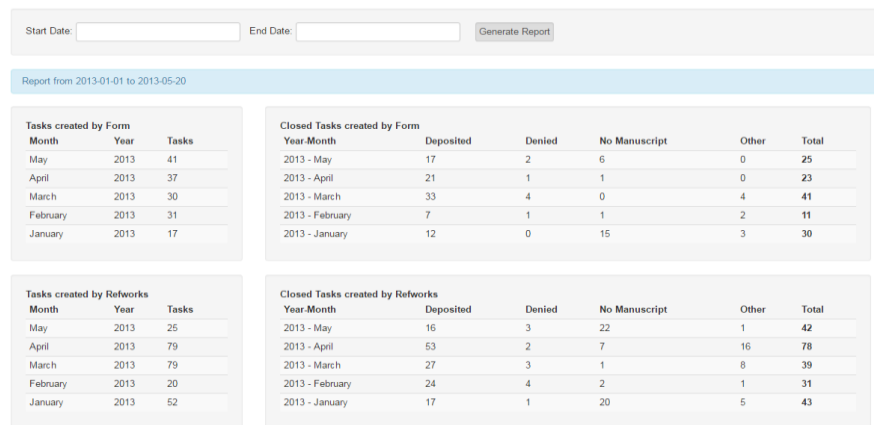 Start Date: End Date: Generate Report
Report from 2013-01-01 to 2013-05-20
Tasks created by Form
Month Year Tasks
May 2013 41
April 2013 37
March 2013 30
February 2013 31
January 2013 17
Closed Tasks created by Form
Year-Month Deposited Denied No Manuscript Other Total
2013 - May 17 2 6 0 25
2013 - April 21 1 1 0 23
2013 - March 33 4 0 4 41
2013 - February 7 1 1 2 11
2013 - January 12 0 15 3 30
Tasks created by Refworks
Month Year Tasks
May 2013 25
April 2013 79
March 2013 79
February 2013 20
January 2013 52
Closed Tasks created by Refworks
Year-Month Deposited Denied No Manuscript Other Total
2013 - May 16 3 22 1 42
2013 - April 53 2 7 16 78
2013 - March 27 3 1 8 39
2013 - February 24 4 2 1 31
2013 - January 17 1 20 5 43